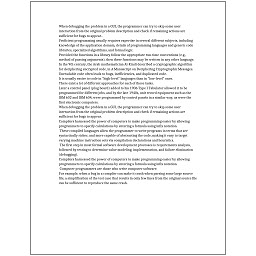 When debugging the problem in a GUI, the programmer can try to skip some user
interaction from the original problem description and check if remaining actions are
sufficient for bugs to appear.
Proficient programming usually requires expertise in several different subjects, including
knowledge of the application domain, details of programming languages and generic code
libraries, specialized algorithms, and formal logic.
Provided the functions in a library follow the appropriate run-time conventions (e.g.,
method of passing arguments), then these functions may be written in any other language.
In the 9th century, the Arab mathematician Al-Kindi described a cryptographic algorithm
for deciphering encrypted code, in A Manuscript on Deciphering Cryptographic Messages.
Unreadable code often leads to bugs, inefficiencies, and duplicated code.
It is usually easier to code in "high-level" languages than in "low-level" ones.
There exist a lot of different approaches for each of those tasks.
Later a control panel (plug board) added to his 1906 Type I Tabulator allowed it to be
programmed for different jobs, and by the late 1940s, unit record equipment such as the
IBM 602 and IBM 604, were programmed by control panels in a similar way, as were the
first electronic computers.
When debugging the problem in a GUI, the programmer can try to skip some user
interaction from the original problem description and check if remaining actions are
sufficient for bugs to appear.
Compilers harnessed the power of computers to make programming easier by allowing
programmers to specify calculations by entering a formula using infix notation.
These compiled languages allow the programmer to write programs in terms that are
syntactically richer, and more capable of abstracting the code, making it easy to target
varying machine instruction sets via compilation declarations and heuristics.
The first step in most formal software development processes is requirements analysis,
followed by testing to determine value modeling, implementation, and failure elimination
(debugging).
Compilers harnessed the power of computers to make programming easier by allowing
programmers to specify calculations by entering a formula using infix notation.
Computer programmers are those who write computer software.
For example, when a bug in a compiler can make it crash when parsing some large source
file, a simplification of the test case that results in only few lines from the original source file
can be sufficient to reproduce the same crash.